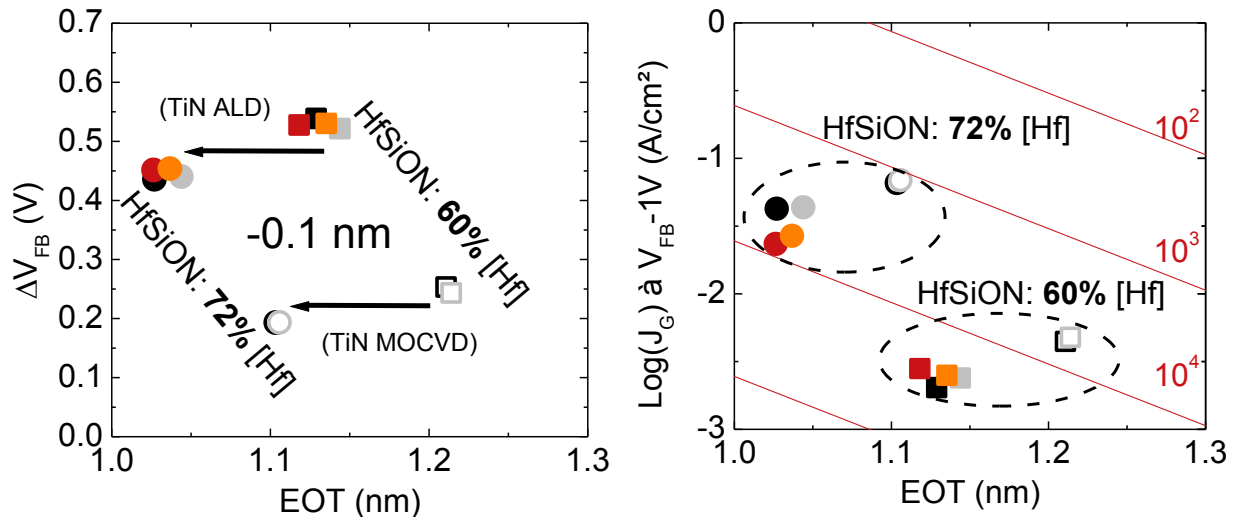 0.7
0.6
0.5
0.4
0.3
0.2
0.1
0.0
ΔV_FB (V)
(TiN ALD)
HfSiON: 60% [Hf]
-0.1 nm
HfSiON: 72% [Hf]
(TiN MOCVD)
1.0 1.1 1.2 1.3
EOT (nm)
-0
-1
-2
-3
Log(J_G) à V_FB-1V (A/cm²)
HfSiON: 72% [Hf]
10²
10³
HfSiON: 60% [Hf]
10⁴
1.0 1.1 1.2 1.3
EOT (nm)